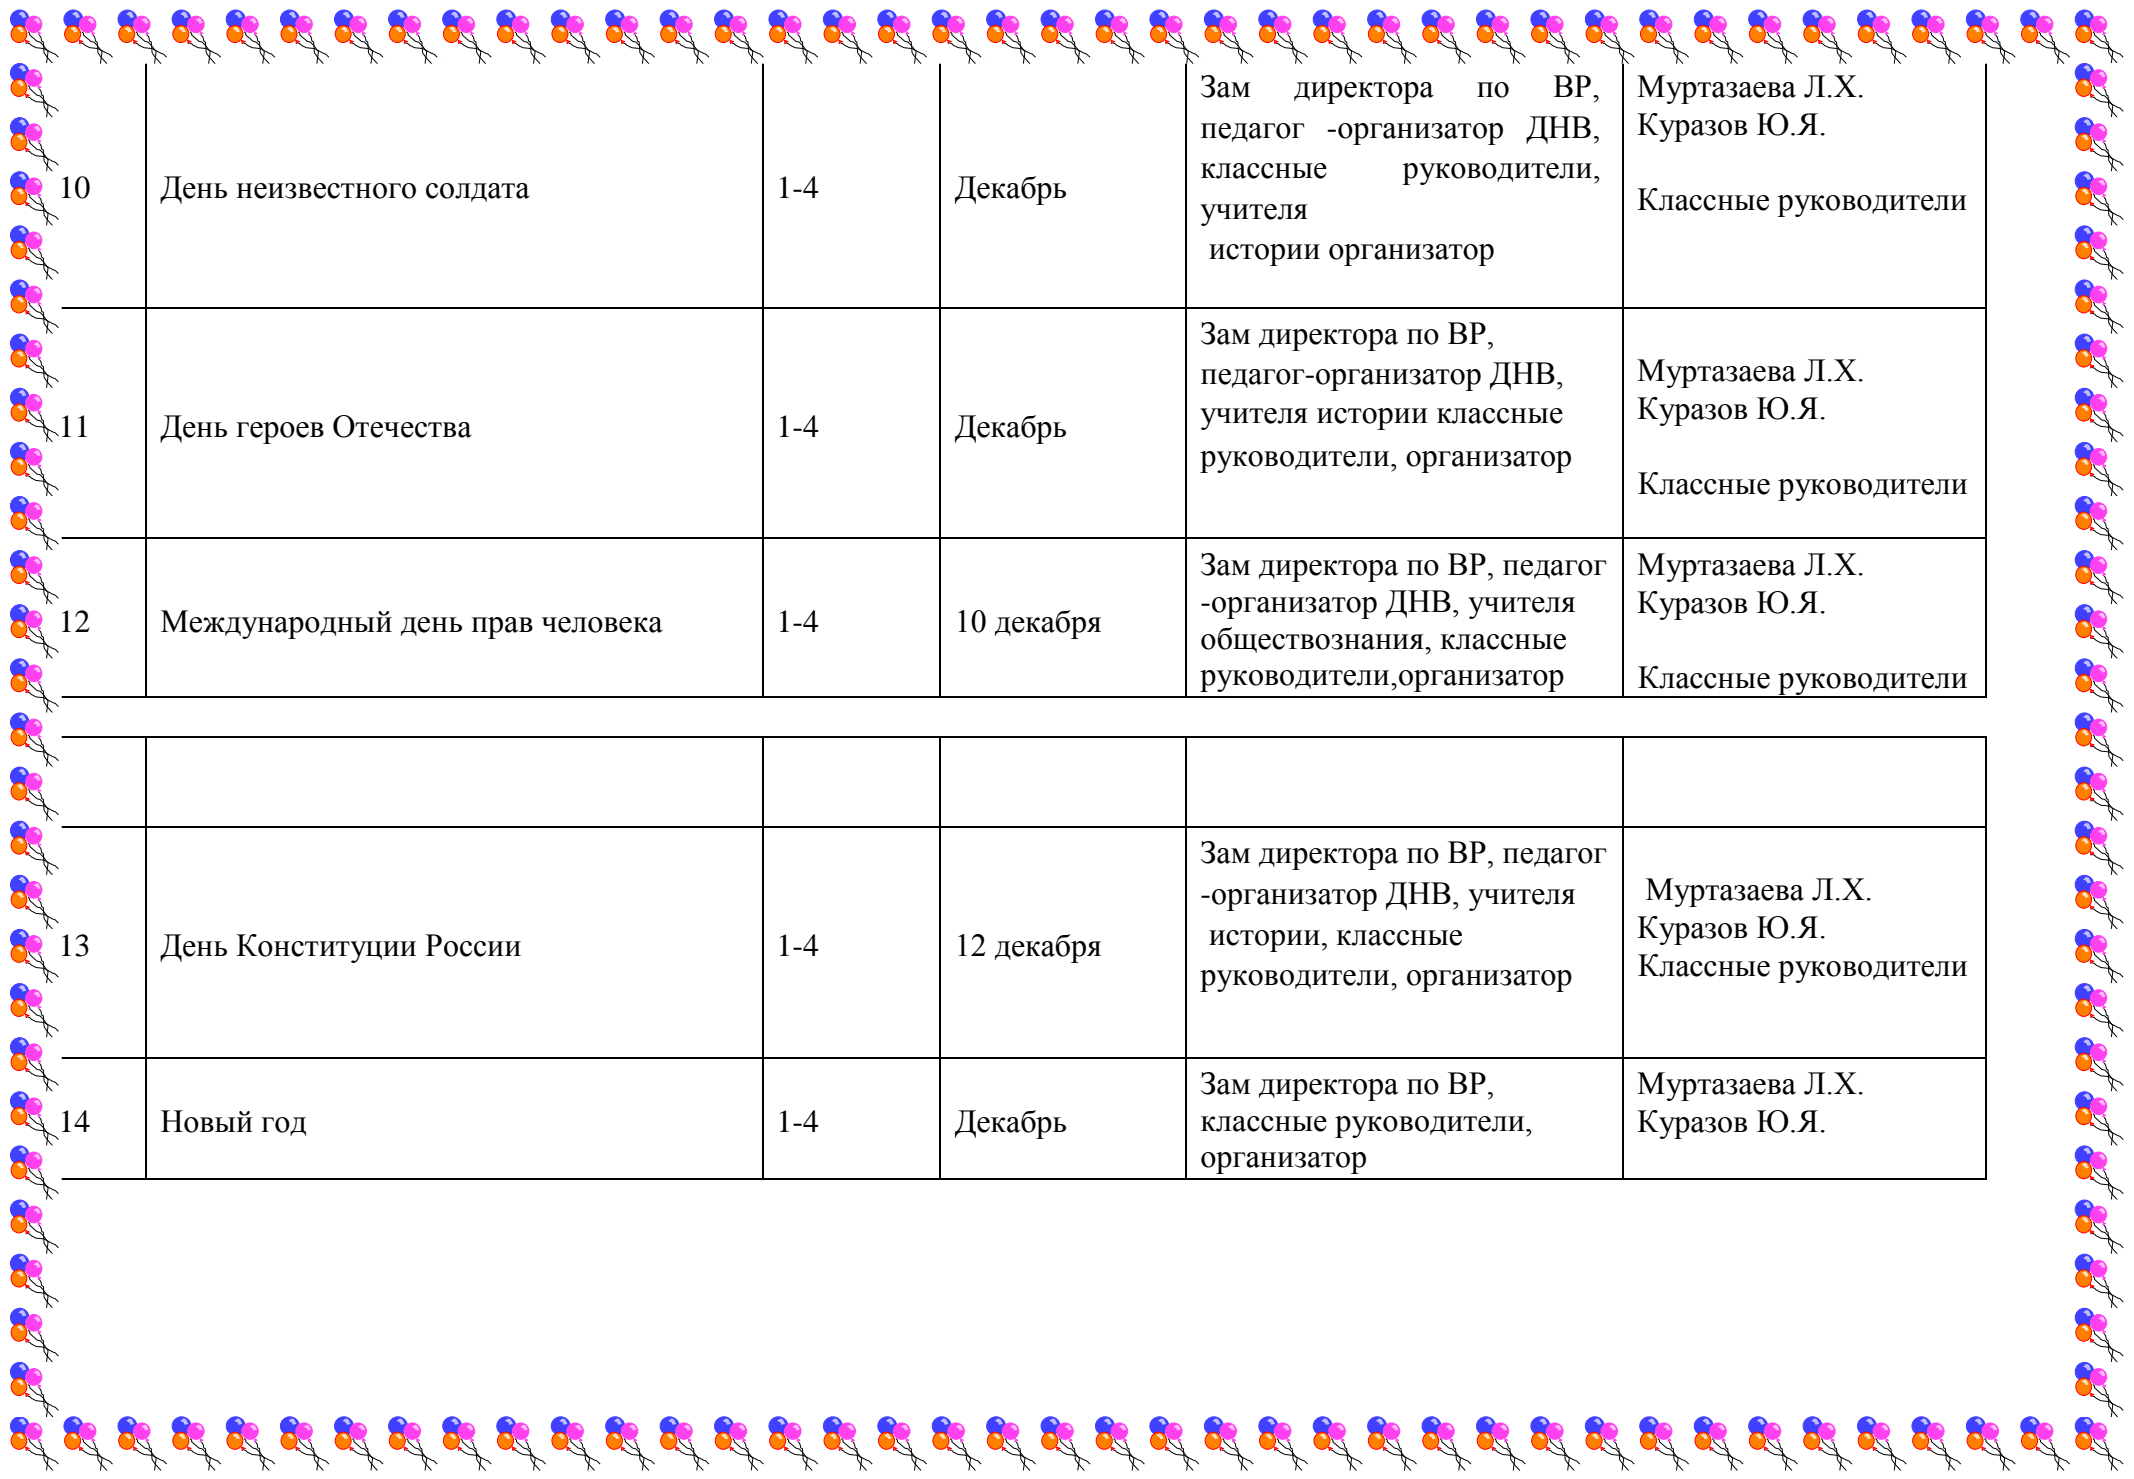 Зам директора по ВР,
педагог -организатор ДНВ,
классные руководители,
учителя
истории организатор
Муртазаева Л.Х.
Куразов Ю.Я.
Классные руководители
10
День неизвестного солдата
1-4
Декабрь
Зам директора по ВР,
педагог-организатор ДНВ,
учителя истории классные
руководители, организатор
Муртазаева Л.Х.
Куразов Ю.Я.
Классные руководители
11
День героев Отечества
1-4
Декабрь
Зам директора по ВР, педагог
-организатор ДНВ, учителя
обществознания, классные
руководители,организатор
Муртазаева Л.Х.
Куразов Ю.Я.
Классные руководители
12
Международный день прав человека
1-4
10 декабря
Зам директора по ВР, педагог
-организатор ДНВ, учителя
истории, классные
руководители, организатор
Муртазаева Л.Х.
Куразов Ю.Я.
Классные руководители
13
День Конституции России
1-4
12 декабря
Зам директора по ВР,
классные руководители,
организатор
Муртазаева Л.Х.
Куразов Ю.Я.
14
Новый год
1-4
Декабрь